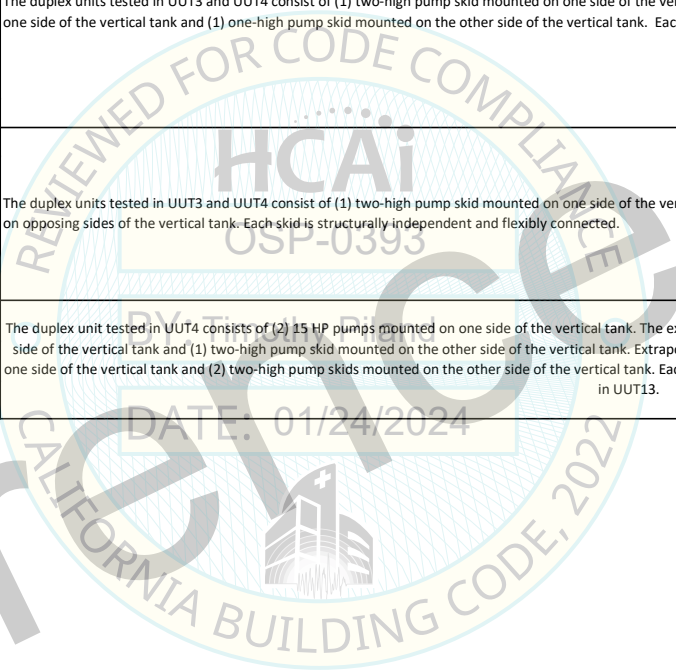 The duplex units tested in UUT3 and UUT4 consist of (1) two-high pump skid mounted on one side of the
one side of the vertical tank and (1) one-high pump skid mounted on the other side of the vertical tank. Each
REVIEWED FOR CODE COMPLIANCE
HCAi
The duplex units tested in UUT3 and UUT4 consist of (1) two-high pump skid mounted on one side of the
on opposing sides of the vertical tank. Each skid is structurally independent and flexibly connected.
OSP-0393
The duplex unit tested in UUT4 consists of (2) 15 HP pumps mounted on one side of the vertical tank. The
BY: Timothy Piland
side of the vertical tank and (1) two-high pump skid mounted on the other side of the vertical tank.
one side of the vertical tank and (2) two-high pump skids mounted on the other side of the vertical tank.
in UUT13.
DATE: 01/24/2024
CALIFORNIA BUILDING CODE, 2022